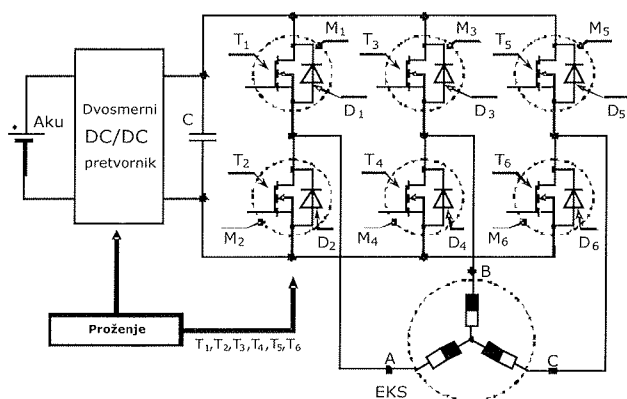 T1 M1 T3 M3 T5 M5
Aku
Dvosmerni
DC/DC
pretvornik
C
D1 D3 D5
T2 T4 T6
M2 D2 M4 D4 M6 D6
B
Proženje
T1,T2,T3,T4,T5,T6
A
C
EKS